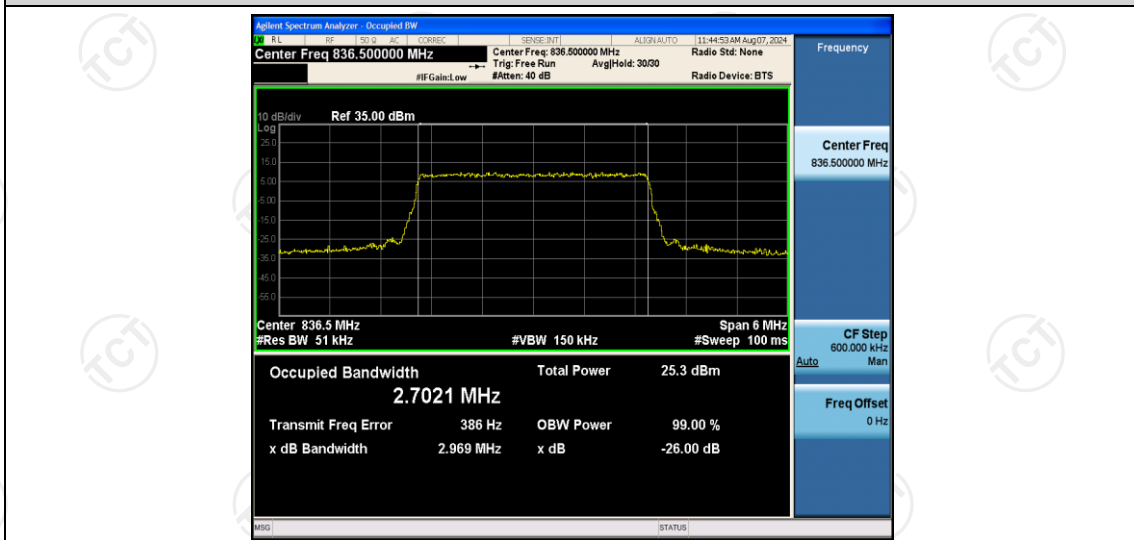 Agilent Spectrum Analyzer - Occupied BW
RL RF 50 Ω AC CORREC SENSE:INT ALIGN AUTO 11:44:53 AM Aug 07, 2024
Center Freq 836.500000 MHz
Center Freq: 836.500000 MHz Radio Std: None
Trig: Free Run Avg|Hold: 30/30
#IFGain:Low #Atten: 40 dB Radio Device: BTS
10 dB/div Ref 35.00 dBm
Log
25.0
15.0
5.00
-5.00
-15.0
-25.0
-35.0
-45.0
-55.0
Center 836.5 MHz Span 6 MHz
#Res BW 51 kHz #VBW 150 kHz #Sweep 100 ms
Occupied Bandwidth Total Power 25.3 dBm
2.7021 MHz
Transmit Freq Error 386 Hz OBW Power 99.00 %
x dB Bandwidth 2.969 MHz x dB -26.00 dB
MSG STATUS
Frequency
Center Freq
836.500000 MHz
CF Step
600.000 kHz
Auto Man
Freq Offset
0 Hz
TCT
TCT
TCT
TCT